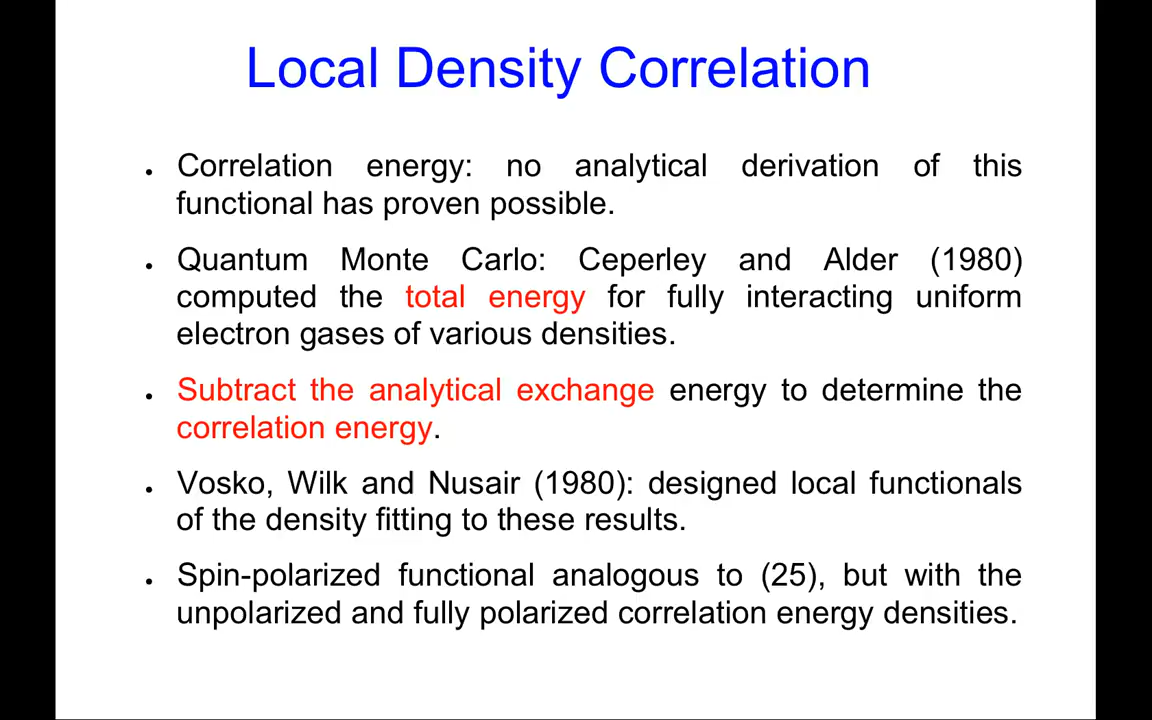 Local Density Correlation
• Correlation energy: no analytical derivation of this
functional has proven possible.
• Quantum Monte Carlo: Ceperley and Alder (1980)
computed the total energy for fully interacting uniform
electron gases of various densities.
• Subtract the analytical exchange energy to determine the
correlation energy.
• Vosko, Wilk and Nusair (1980): designed local functionals
of the density fitting to these results.
• Spin-polarized functional analogous to (25), but with the
unpolarized and fully polarized correlation energy densities.